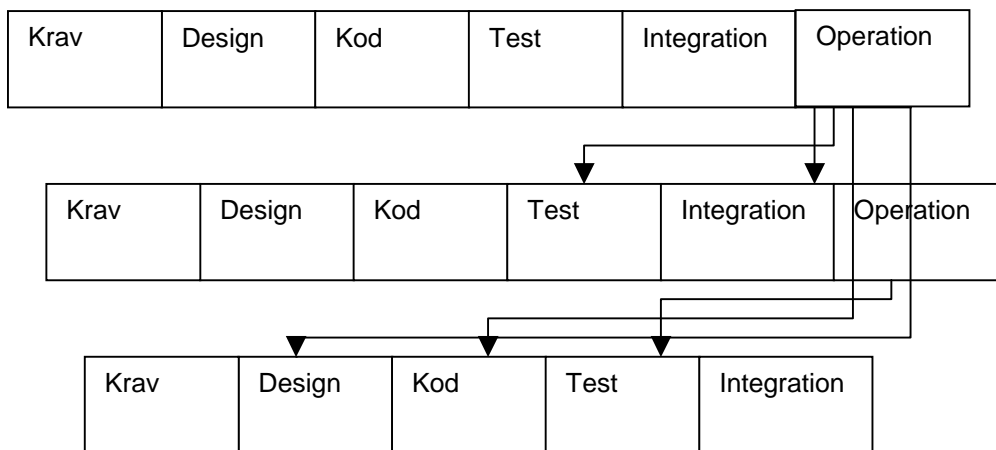 Krav Design Kod Test Integration Operation
Krav Design Kod Test Integration Operation
Krav Design Kod Test Integration